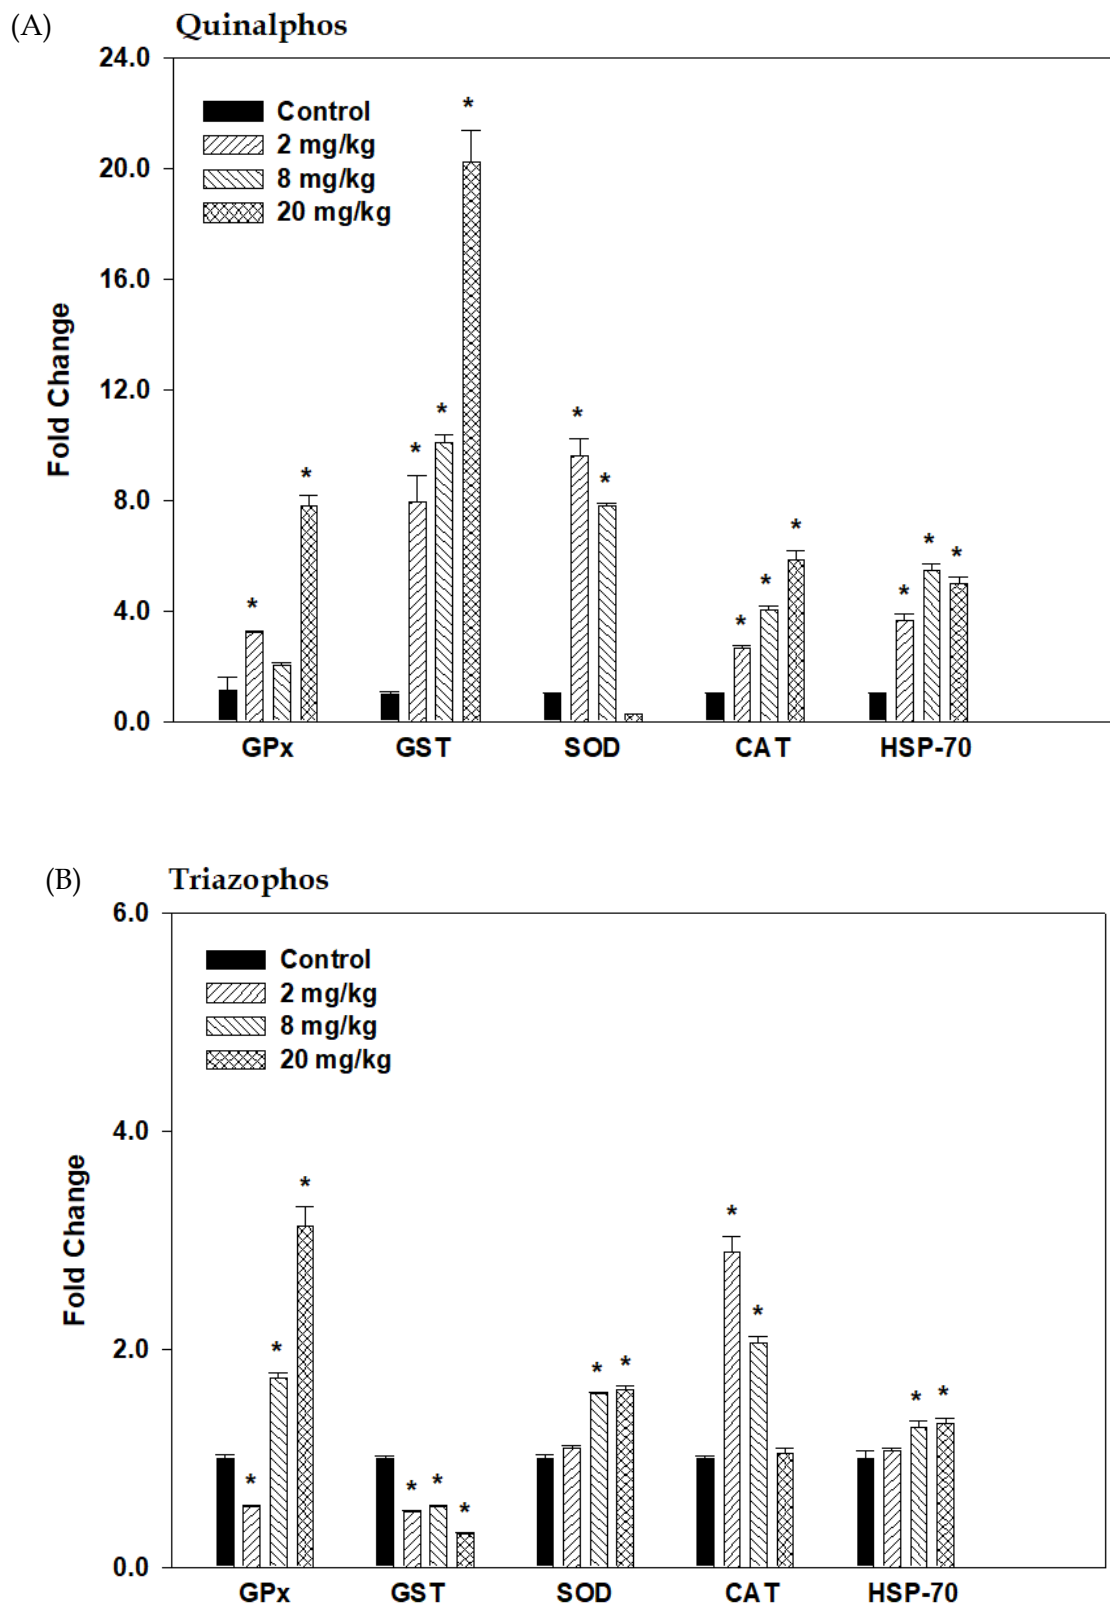 (A) Quinalphos
24.0
20.0
16.0
12.0
8.0
4.0
0.0
Fold Change
Control
2 mg/kg
8 mg/kg
20 mg/kg
* * * * * * * * * * * * *
GPx GST SOD CAT HSP-70
(B) Triazophos
6.0
4.0
2.0
0.0
Fold Change
Control
2 mg/kg
8 mg/kg
20 mg/kg
* * * * * * * * * * * *
GPx GST SOD CAT HSP-70